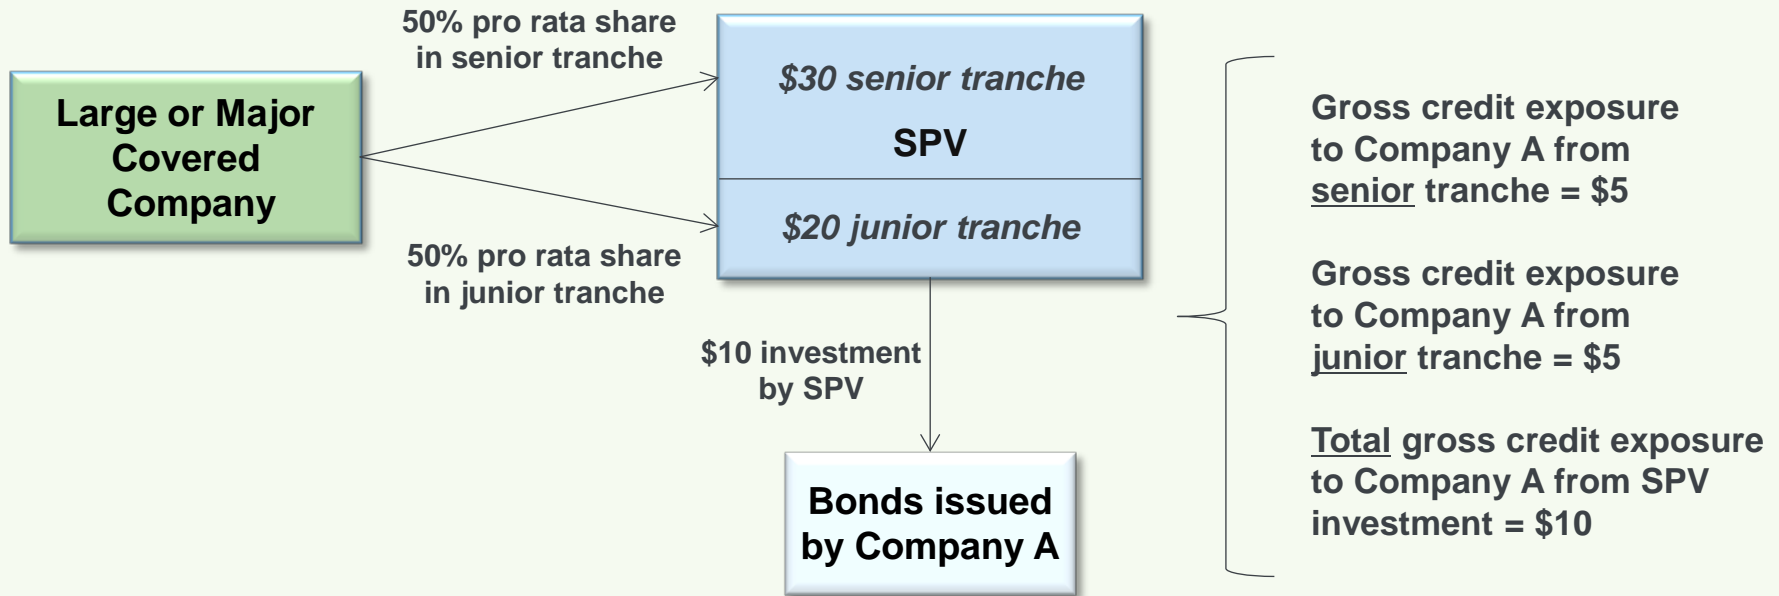 50% pro rata share
in senior tranche
Large or Major
Covered
Company
50% pro rata share
in junior tranche
$30 senior tranche
SPV
$20 junior tranche
$10 investment
by SPV
Bonds issued
by Company A
Gross credit exposure
to Company A from
senior tranche = $5
Gross credit exposure
to Company A from
junior tranche = $5
Total gross credit exposure
to Company A from SPV
investment = $10